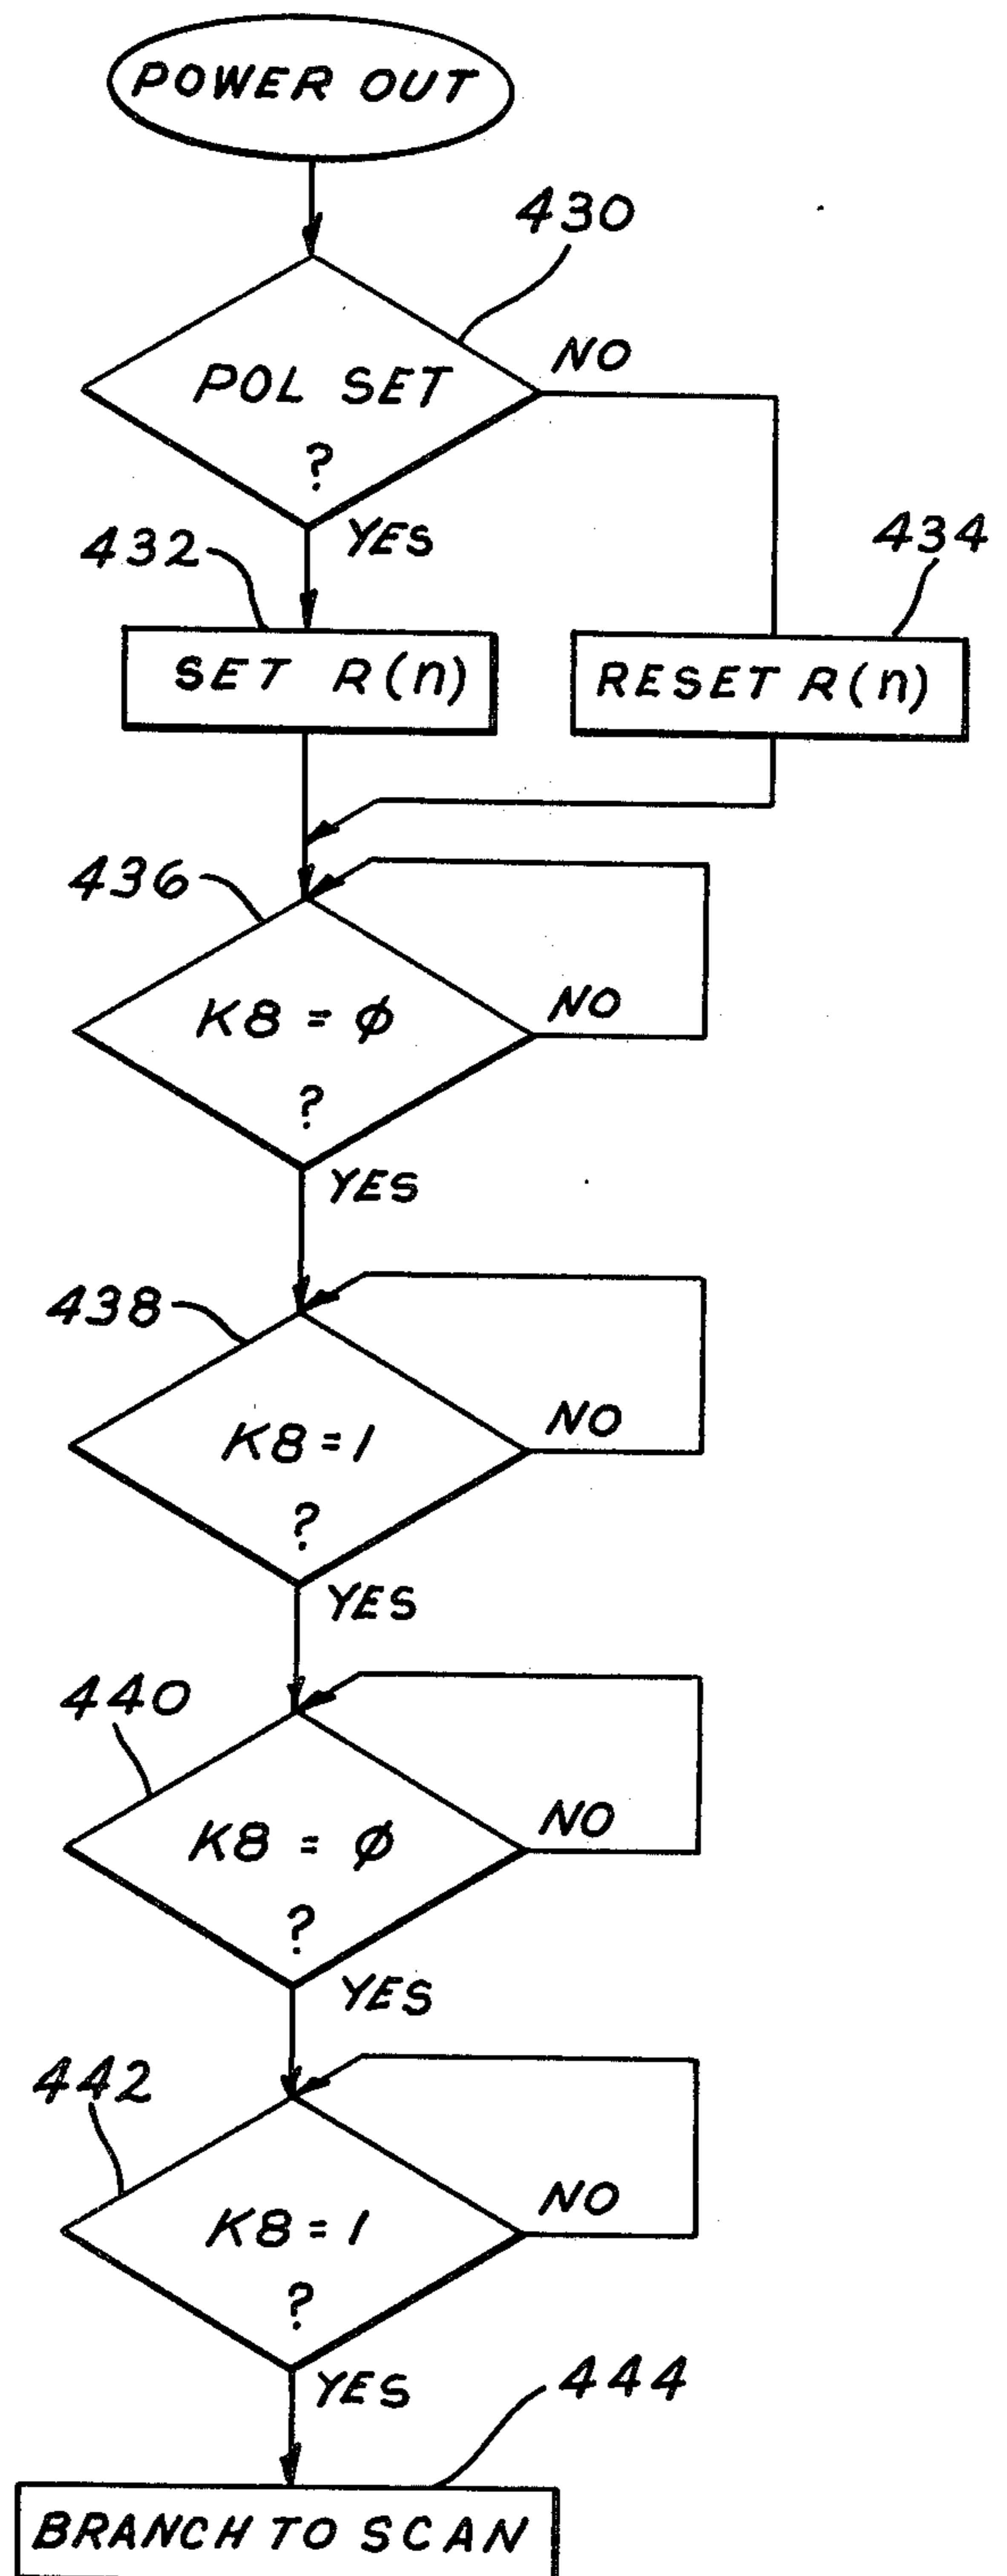 POWER OUT
430
POL SET
?
NO
YES
432
434
SET R(n)
RESET R(n)
436
K8 = ϕ
?
NO
YES
438
K8 = 1
?
NO
YES
440
K8 = ϕ
?
NO
YES
442
K8 = 1
?
NO
YES
444
BRANCH TO SCAN